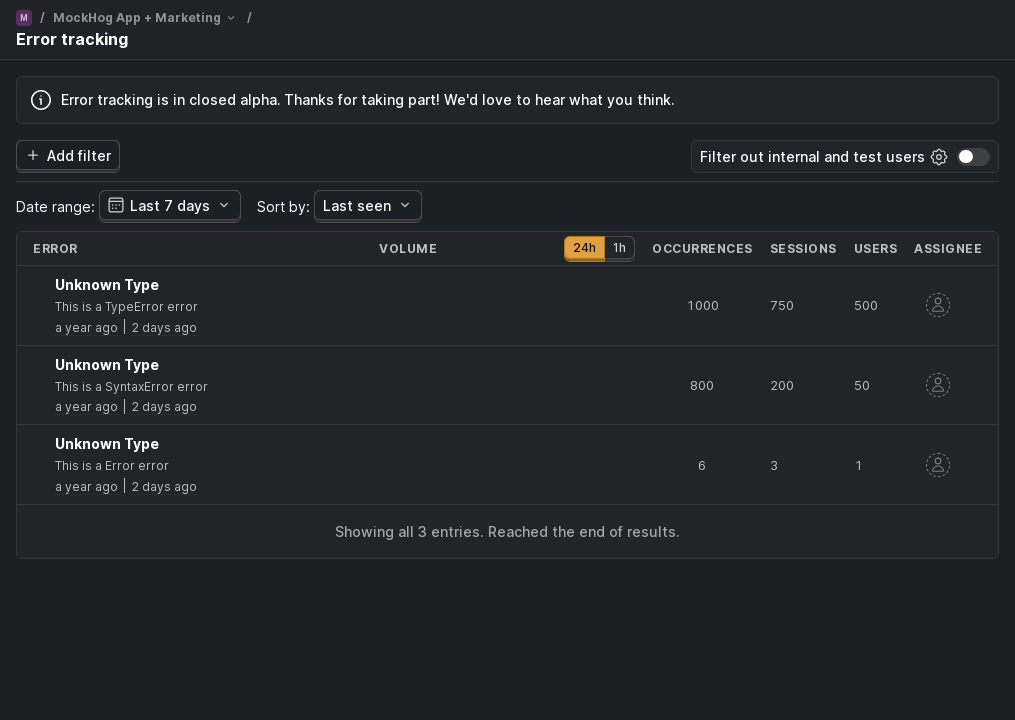 M / MockHog App + Marketing /
Error tracking
Error tracking is in closed alpha. Thanks for taking part! We'd love to hear what you think.
Add filter
Filter out internal and test users
Date range: Last 7 days Sort by: Last seen
ERROR VOLUME 24h 1h OCCURRENCES SESSIONS USERS ASSIGNEE
Unknown Type
This is a TypeError error
a year ago | 2 days ago
1000 750 500
Unknown Type
This is a SyntaxError error
a year ago | 2 days ago
800 200 50
Unknown Type
This is a Error error
a year ago | 2 days ago
6 3 1
Showing all 3 entries. Reached the end of results.